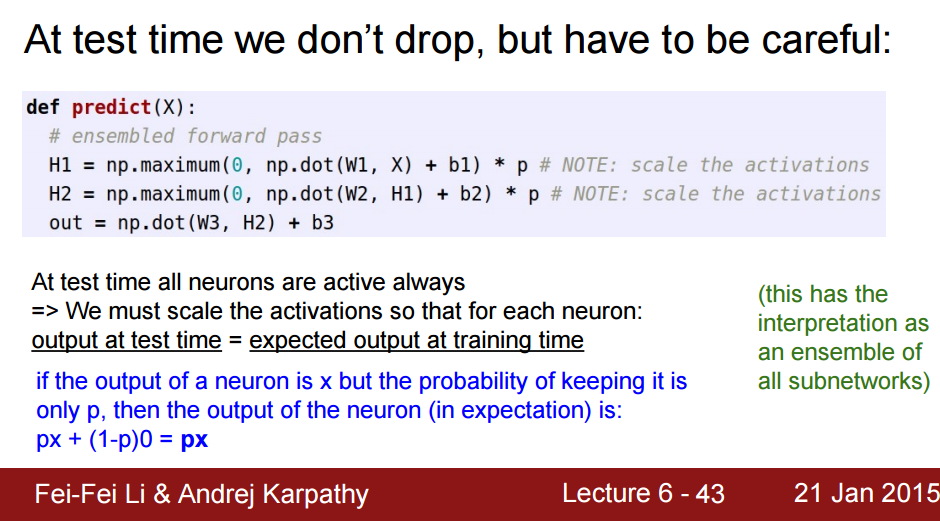 At test time we don’t drop, but have to be careful:
def predict(X):
# ensembled forward pass
H1 = np.maximum(0, np.dot(W1, X) + b1) * p # NOTE: scale the activations
H2 = np.maximum(0, np.dot(W2, H1) + b2) * p # NOTE: scale the activations
out = np.dot(W3, H2) + b3
At test time all neurons are active always
=> We must scale the activations so that for each neuron:
output at test time = expected output at training time
if the output of a neuron is x but the probability of keeping it is
only p, then the output of the neuron (in expectation) is:
px + (1-p)0 = px
(this has the
interpretation as
an ensemble of
all subnetworks)
Fei-Fei Li & Andrej Karpathy
Lecture 6 - 43
21 Jan 2015